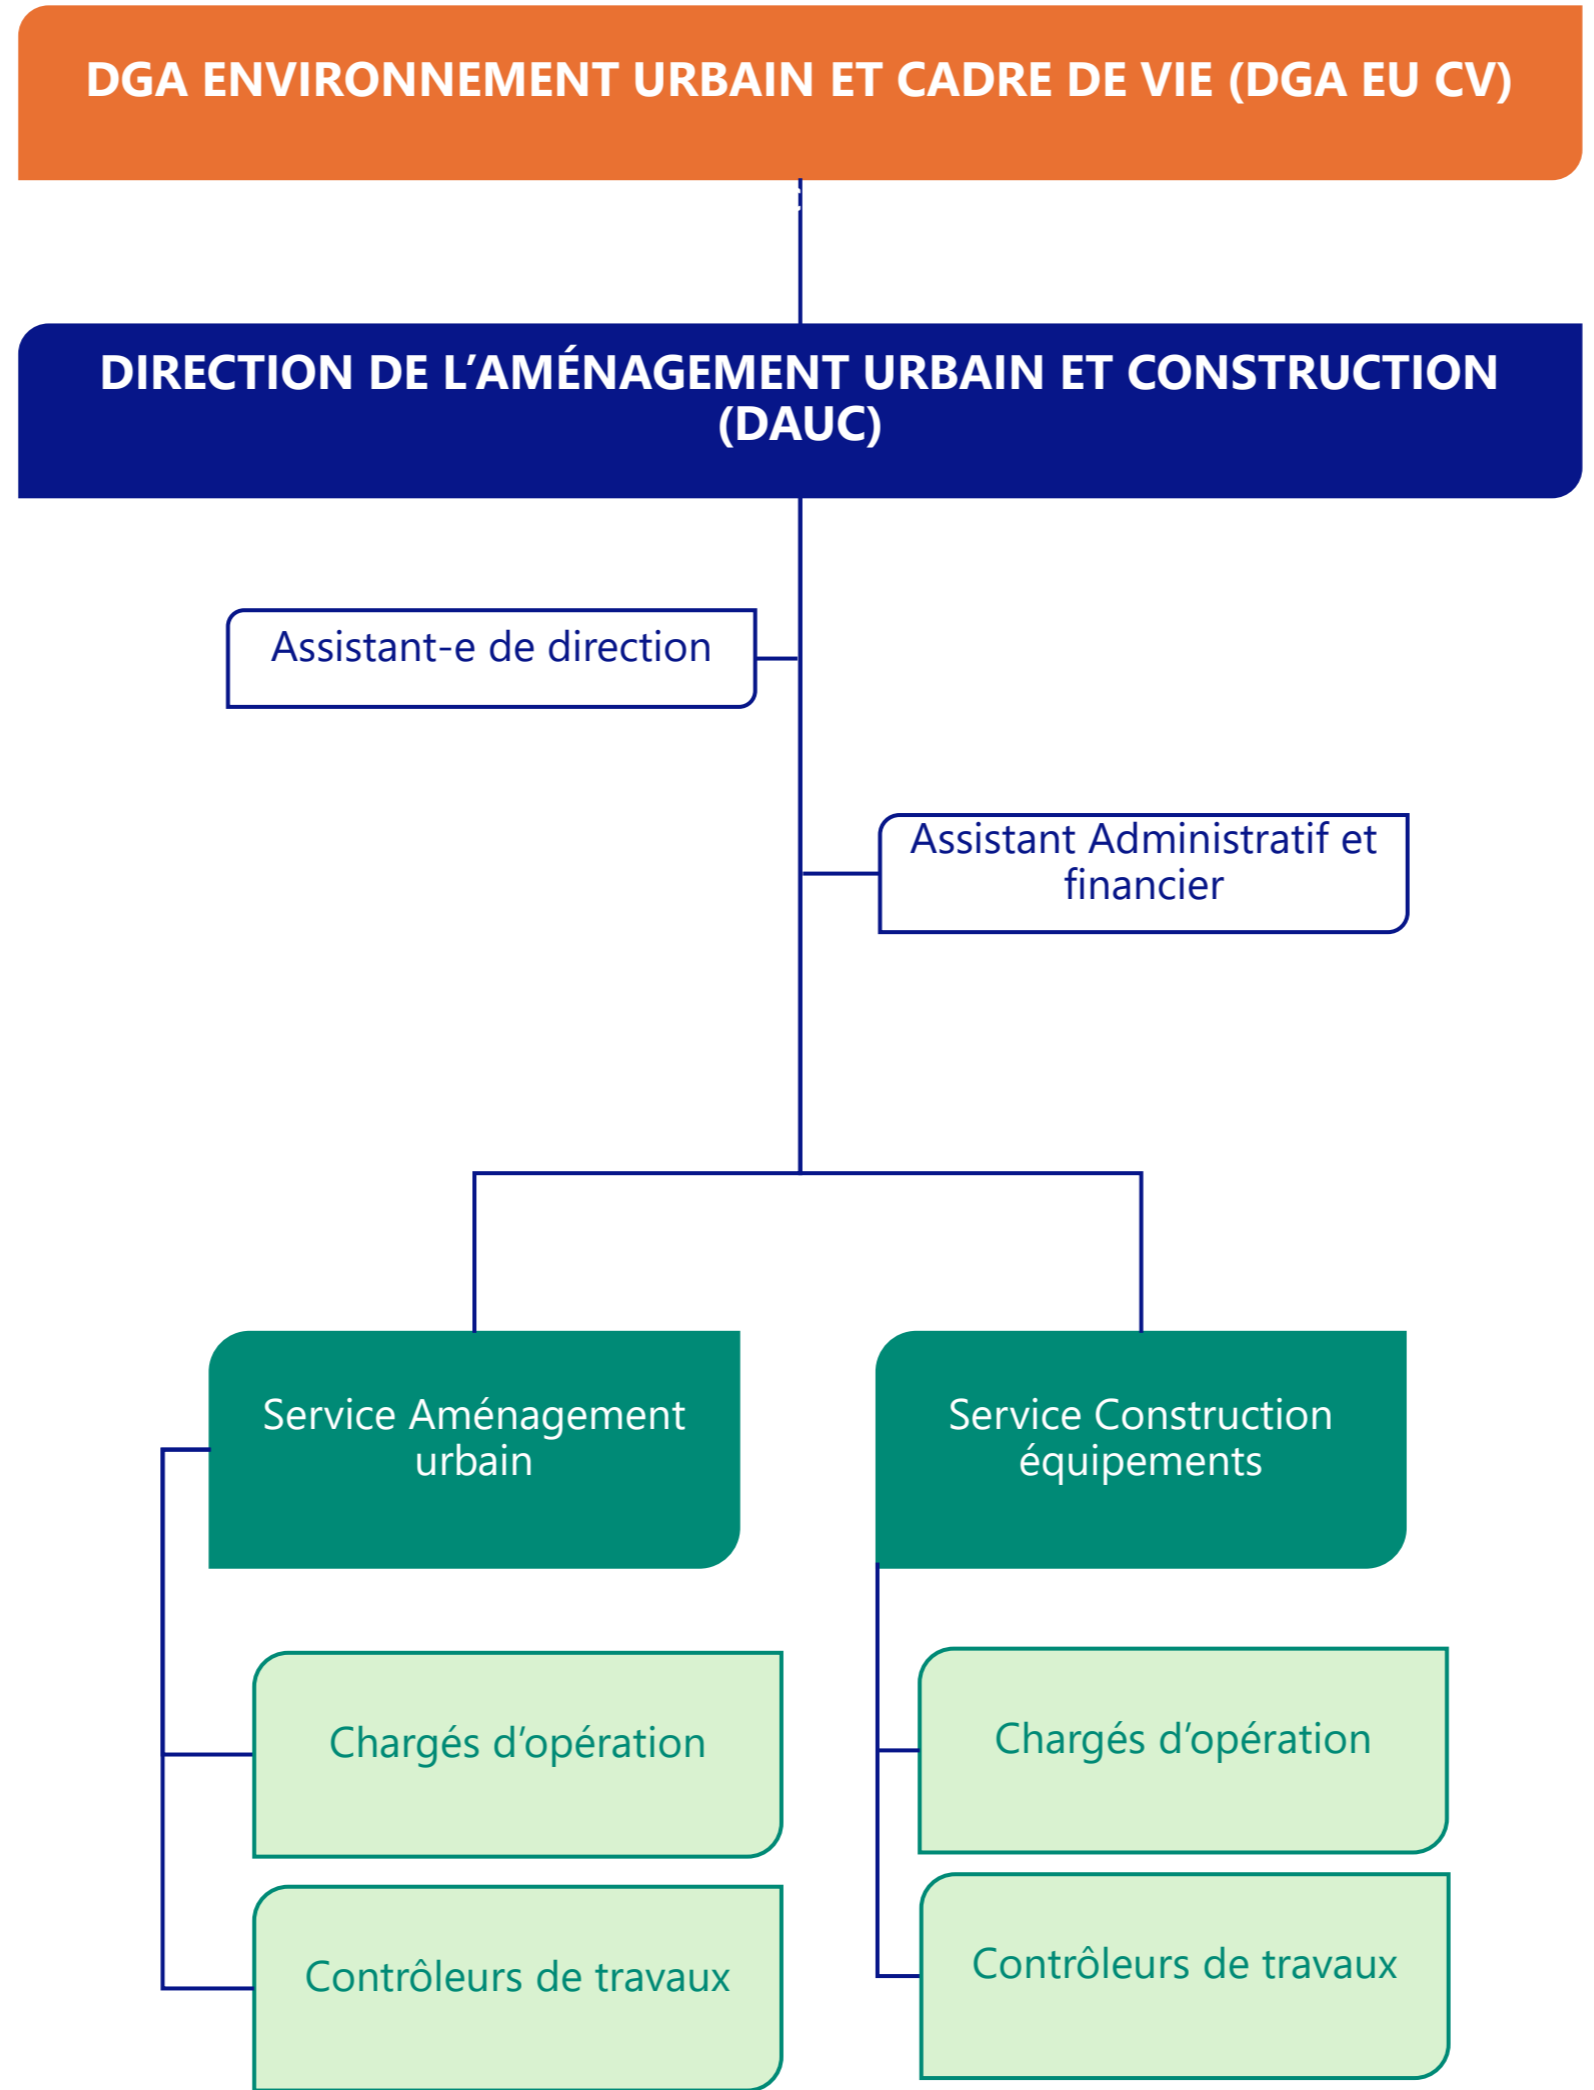 DGA ENVIRONNEMENT URBAIN ET CADRE DE VIE (DGA EU CV)
DIRECTION DE L’AMÉNAGEMENT URBAIN ET CONSTRUCTION
(DAUC)
Assistant-e de direction
Assistant Administratif et
financier
Service Aménagement
urbain
Service Construction
équipements
Chargés d’opération
Chargés d’opération
Contrôleurs de travaux
Contrôleurs de travaux